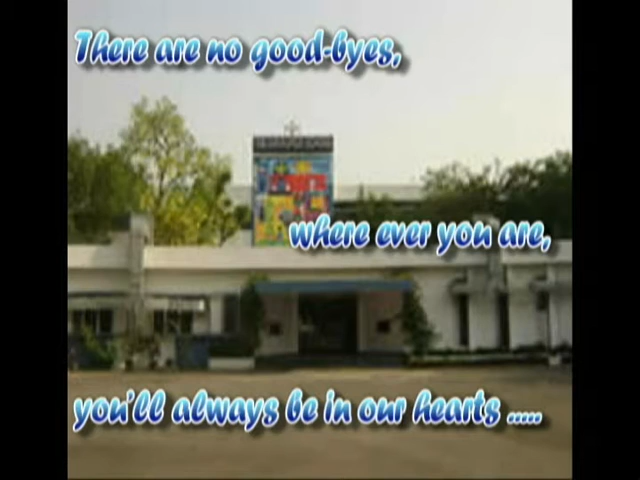 There are no good-byes,
where ever you are,
you'll always be in our hearts .....